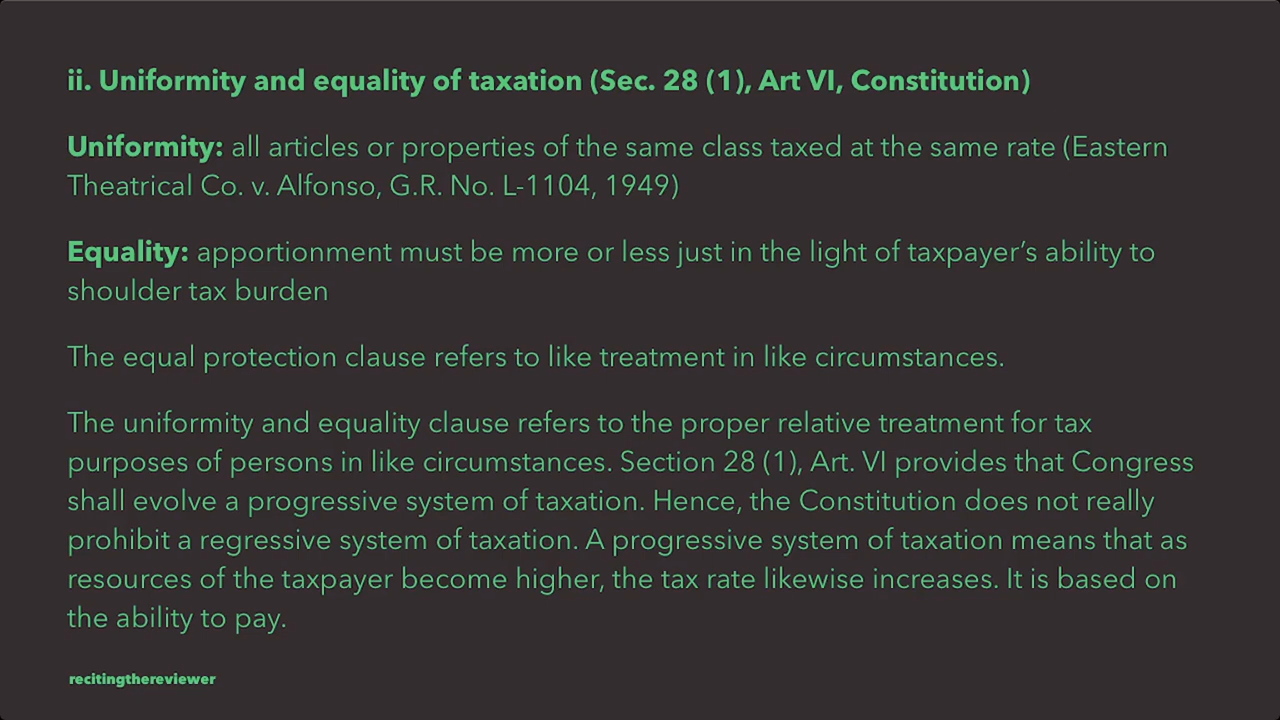 ii. Uniformity and equality of taxation (Sec. 28 (1), Art VI, Constitution)
Uniformity: all articles or properties of the same class taxed at the same rate (Eastern
Theatrical Co. v. Alfonso, G.R. No. L-1104, 1949)
Equality: apportionment must be more or less just in the light of taxpayer’s ability to
shoulder tax burden
The equal protection clause refers to like treatment in like circumstances.
The uniformity and equality clause refers to the proper relative treatment for tax
purposes of persons in like circumstances. Section 28 (1), Art. VI provides that Congress
shall evolve a progressive system of taxation. Hence, the Constitution does not really
prohibit a regressive system of taxation. A progressive system of taxation means that as
resources of the taxpayer become higher, the tax rate likewise increases. It is based on
the ability to pay.
recitingthereviewer